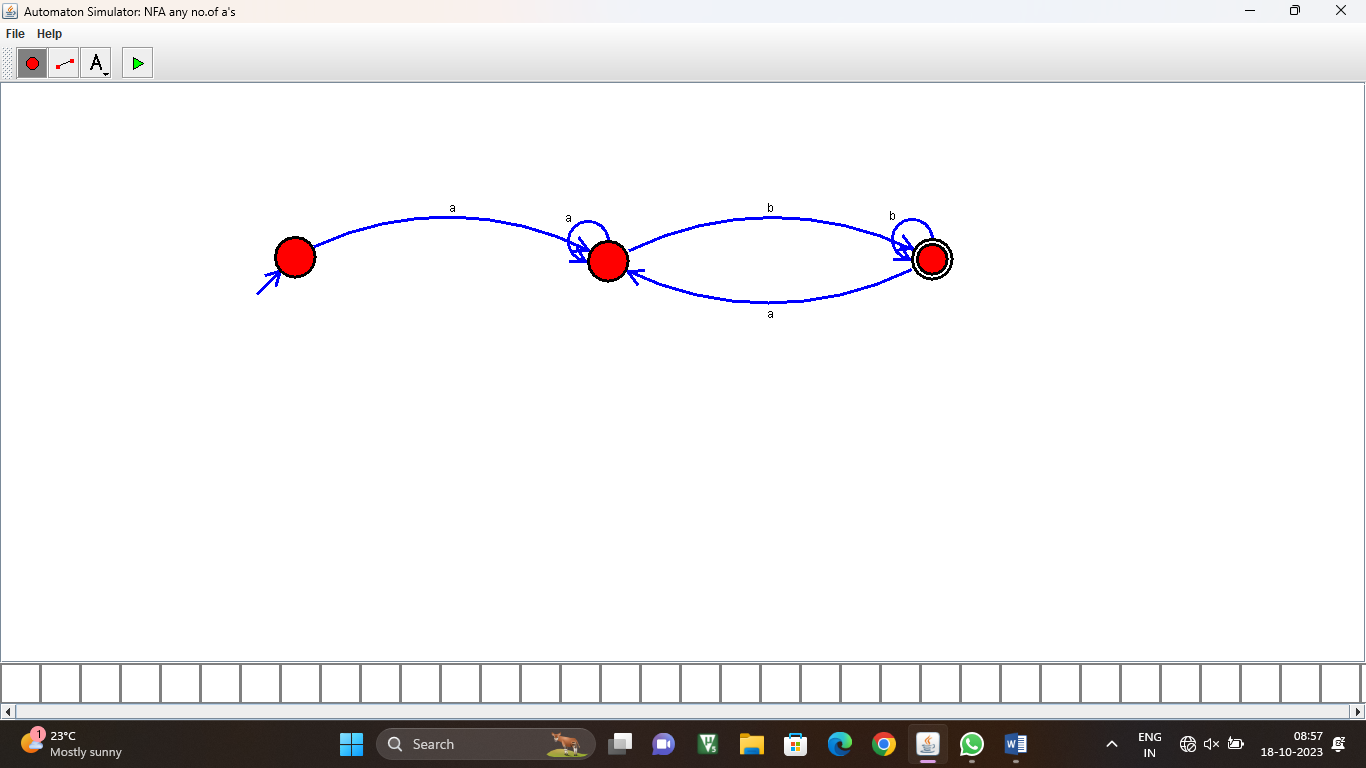 Automaton Simulator: NFA any no.of a's
File Help
A
a
a
b
b
a
1
23°C
Mostly sunny
Search
ENG
IN
08:57
18-10-2023